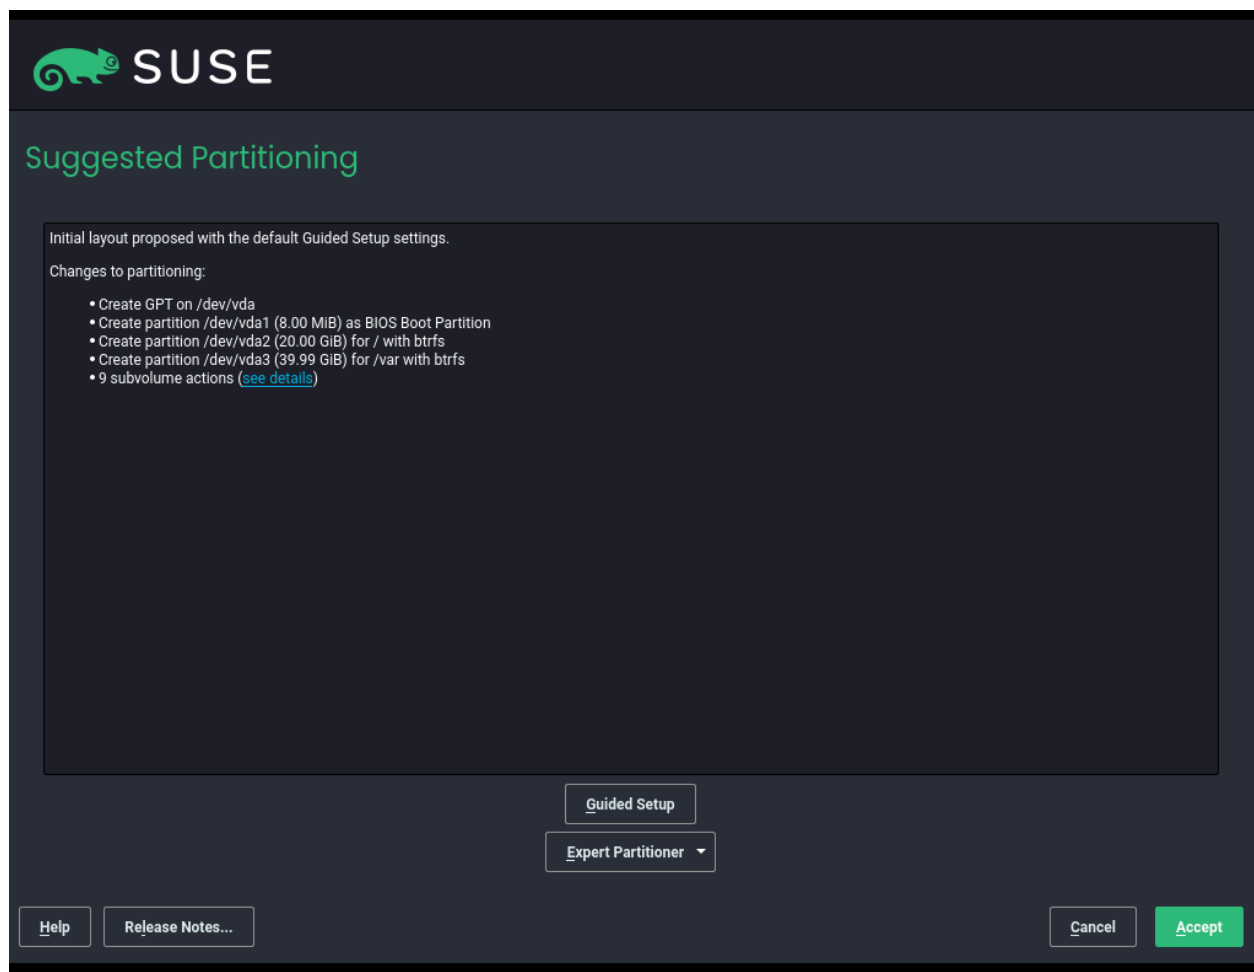 SUSE
Suggested Partitioning
Initial layout proposed with the default Guided Setup settings.
Changes to partitioning:
• Create GPT on /dev/vda
• Create partition /dev/vda1 (8.00 MiB) as BIOS Boot Partition
• Create partition /dev/vda2 (20.00 GiB) for / with btrfs
• Create partition /dev/vda3 (39.99 GiB) for /var with btrfs
• 9 subvolume actions (see details)
Guided Setup
Expert Partitioner
Help
Release Notes...
Cancel
Accept